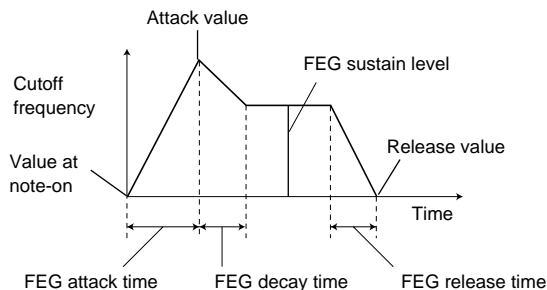 Attack value
FEG sustain level
Cutoff
frequency
Value at
note-on
Release value
Time
FEG attack time
FEG decay time
FEG release time